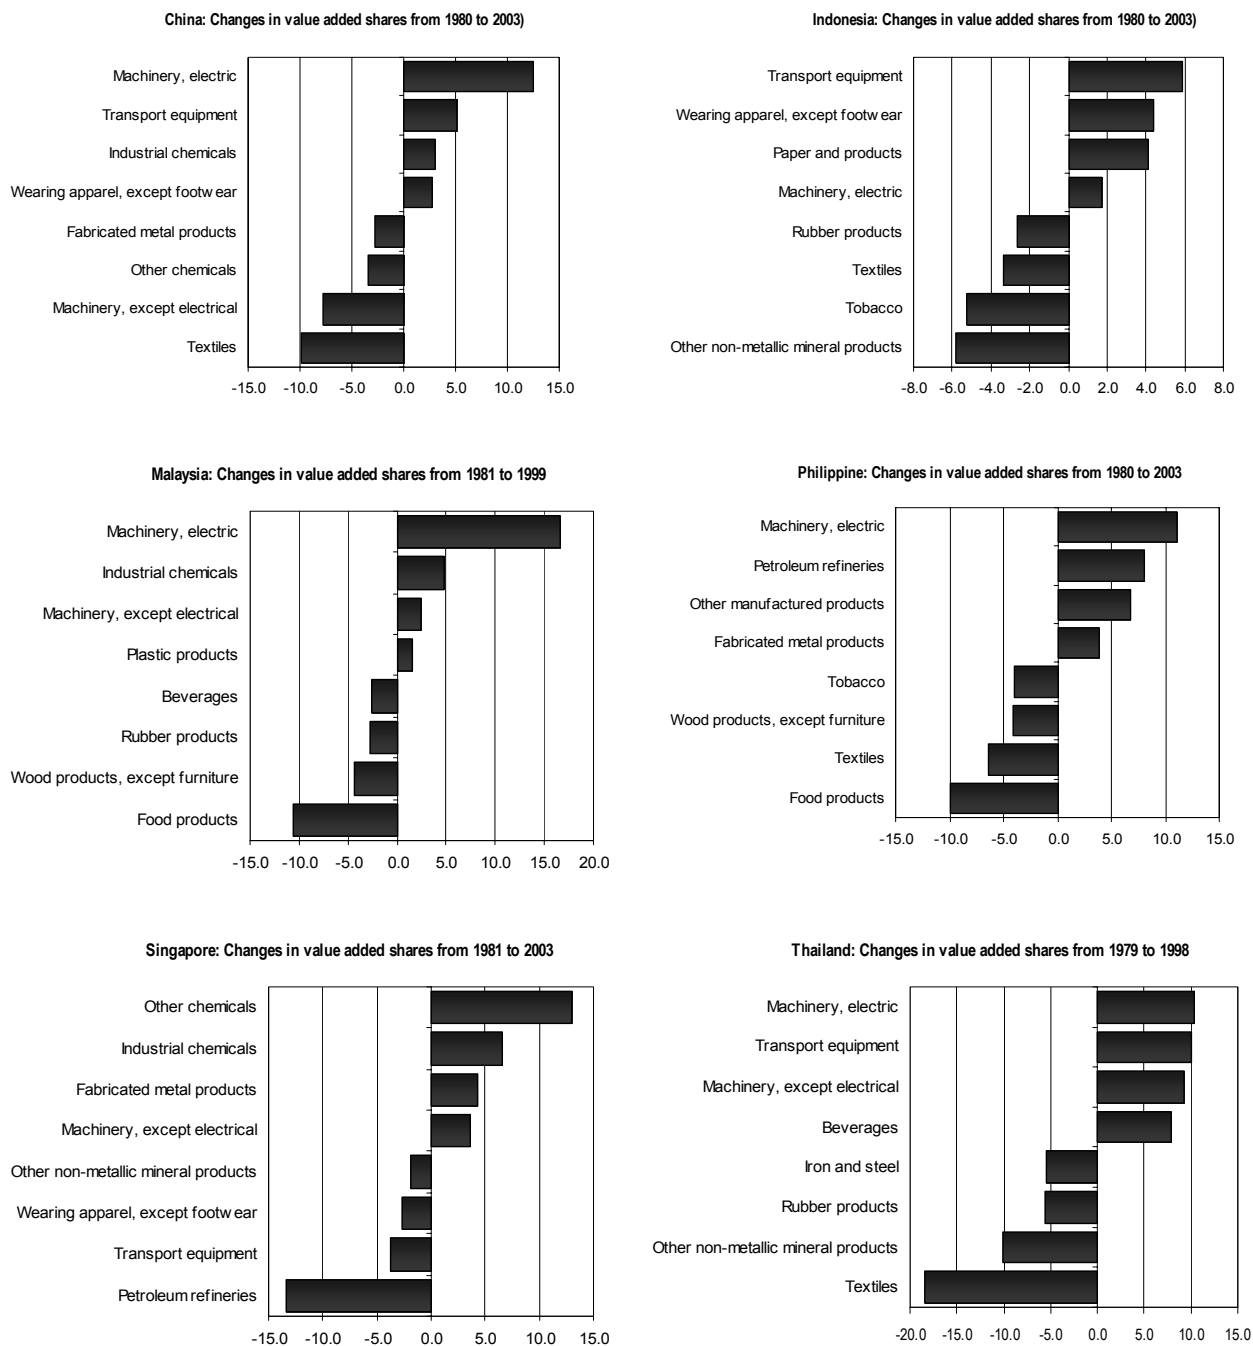 China: Changes in value added shares from 1980 to 2003)
Machinery, electric
Transport equipment
Industrial chemicals
Wearing apparel, except footwear
Fabricated metal products
Other chemicals
Machinery, except electrical
Textiles
-15.0 -10.0 -5.0 0.0 5.0 10.0 15.0
Indonesia: Changes in value added shares from 1980 to 2003)
Transport equipment
Wearing apparel, except footwear
Paper and products
Machinery, electric
Rubber products
Textiles
Tobacco
Other non-metallic mineral products
-8.0 -6.0 -4.0 -2.0 0.0 2.0 4.0 6.0 8.0
Malaysia: Changes in value added shares from 1981 to 1999
Machinery, electric
Industrial chemicals
Machinery, except electrical
Plastic products
Beverages
Rubber products
Wood products, except furniture
Food products
-15.0 -10.0 -5.0 0.0 5.0 10.0 15.0 20.0
Philippine: Changes in value added shares from 1980 to 2003
Machinery, electric
Petroleum refineries
Other manufactured products
Fabricated metal products
Tobacco
Wood products, except furniture
Textiles
Food products
-15.0 -10.0 -5.0 0.0 5.0 10.0 15.0
Singapore: Changes in value added shares from 1981 to 2003
Other chemicals
Industrial chemicals
Fabricated metal products
Machinery, except electrical
Other non-metallic mineral products
Wearing apparel, except footwear
Transport equipment
Petroleum refineries
-15.0 -10.0 -5.0 0.0 5.0 10.0 15.0
Thailand: Changes in value added shares from 1979 to 1998
Machinery, electric
Transport equipment
Machinery, except electrical
Beverages
Iron and steel
Rubber products
Other non-metallic mineral products
Textiles
-20.0 -15.0 -10.0 -5.0 0.0 5.0 10.0 15.0